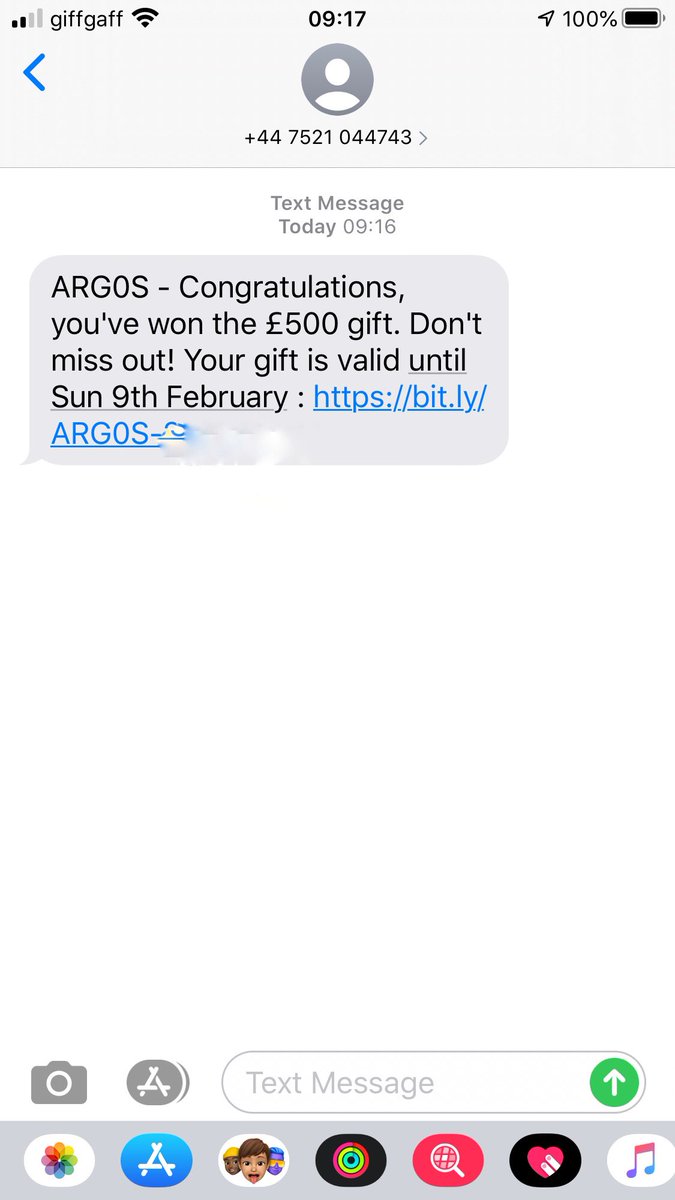 giffgaff 09:17 100%
+44 7521 044743
Text Message
Today 09:16
ARG0S - Congratulations,
you've won the £500 gift. Don't
miss out! Your gift is valid until
Sun 9th February : https://bit.ly/
ARG0S-
Text Message